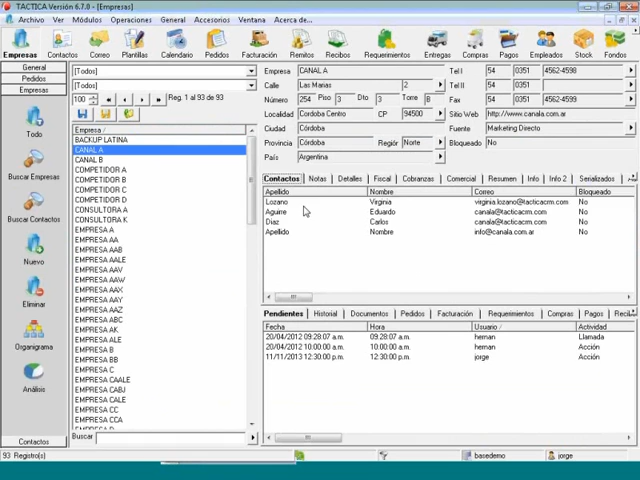 TACTICA Versión 6.7.0 - [Empresas]
Archivo Ver Módulos Operaciones General Accesorios Ventana Acerca de...
Empresas Contactos Correo Plantillas Calendario Pedidos Facturación Remitos Requerimientos Entregas Compras Pagos Empleados Stock Fondos
General
Pedidos
Empresas
Todo
Buscar Empresas
Buscar Contactos
Nuevo
Eliminar
Organigrama
Análisis
Contactos
[Todos]
[Todos]
100 Reg. 1 al 93 de 93
Empresa /
BACKUP LATINA
CANAL A
CANAL B
COMPETIDOR A
COMPETIDOR B
COMPETIDOR C
COMPETIDOR D
CONSULTORA A
CONSULTORA K
EMPRESA A
EMPRESA AA
EMPRESA AAB
EMPRESA AALE
EMPRESA AAV
EMPRESA AAW
EMPRESA AAX
EMPRESA AAY
EMPRESA AAZ
EMPRESA ABC
EMPRESA AK
EMPRESA ALE
EMPRESA B
EMPRESA BB
EMPRESA C
EMPRESA CAALE
EMPRESA CABJ
EMPRESA CALE
EMPRESA CC
EMPRESA CCA
EMPRESA D
Buscar
Empresa CANAL A
Calle Las Marias 2
Número 254 Piso 3 Dto 3 Torre B
Localidad Cordoba Centro CP 94500
Ciudad Córdoba
Provincia Córdoba Región Norte
País Argentina
Tel I 54 0351 4562-4598
Tel II 54 0351
Fax 54 0351 4562-4599
Sitio Web http://www.canala.com.ar
Fuente Marketing Directo
Bloqueado No
Contactos Notas Detalles Fiscal Cobranzas Comercial Resumen Info Info 2 Serializados
Apellido Nombre Correo Bloqueado
Lozano Virginia virginia.lozano@tacticacrm.com No
Aguirre Eduardo canala@tacticacrm.com No
Diaz Carlos canala@tacticacrm.com No
Apellido Nombre info@canala.com.ar No
Pendientes Historial Documentos Pedidos Facturación Requerimientos Compras Pagos
Fecha Hora Usuario / Actividad
20/04/2012 09:28:07 a.m. 09:28:07 a.m. hernan Llamada
20/04/2012 10:00:00 a.m. 10:00:00 a.m. hernan Acción
11/11/2013 12:30:00 p.m. 12:30:00 p.m. jorge Acción
93 Registro(s) basedemo jorge